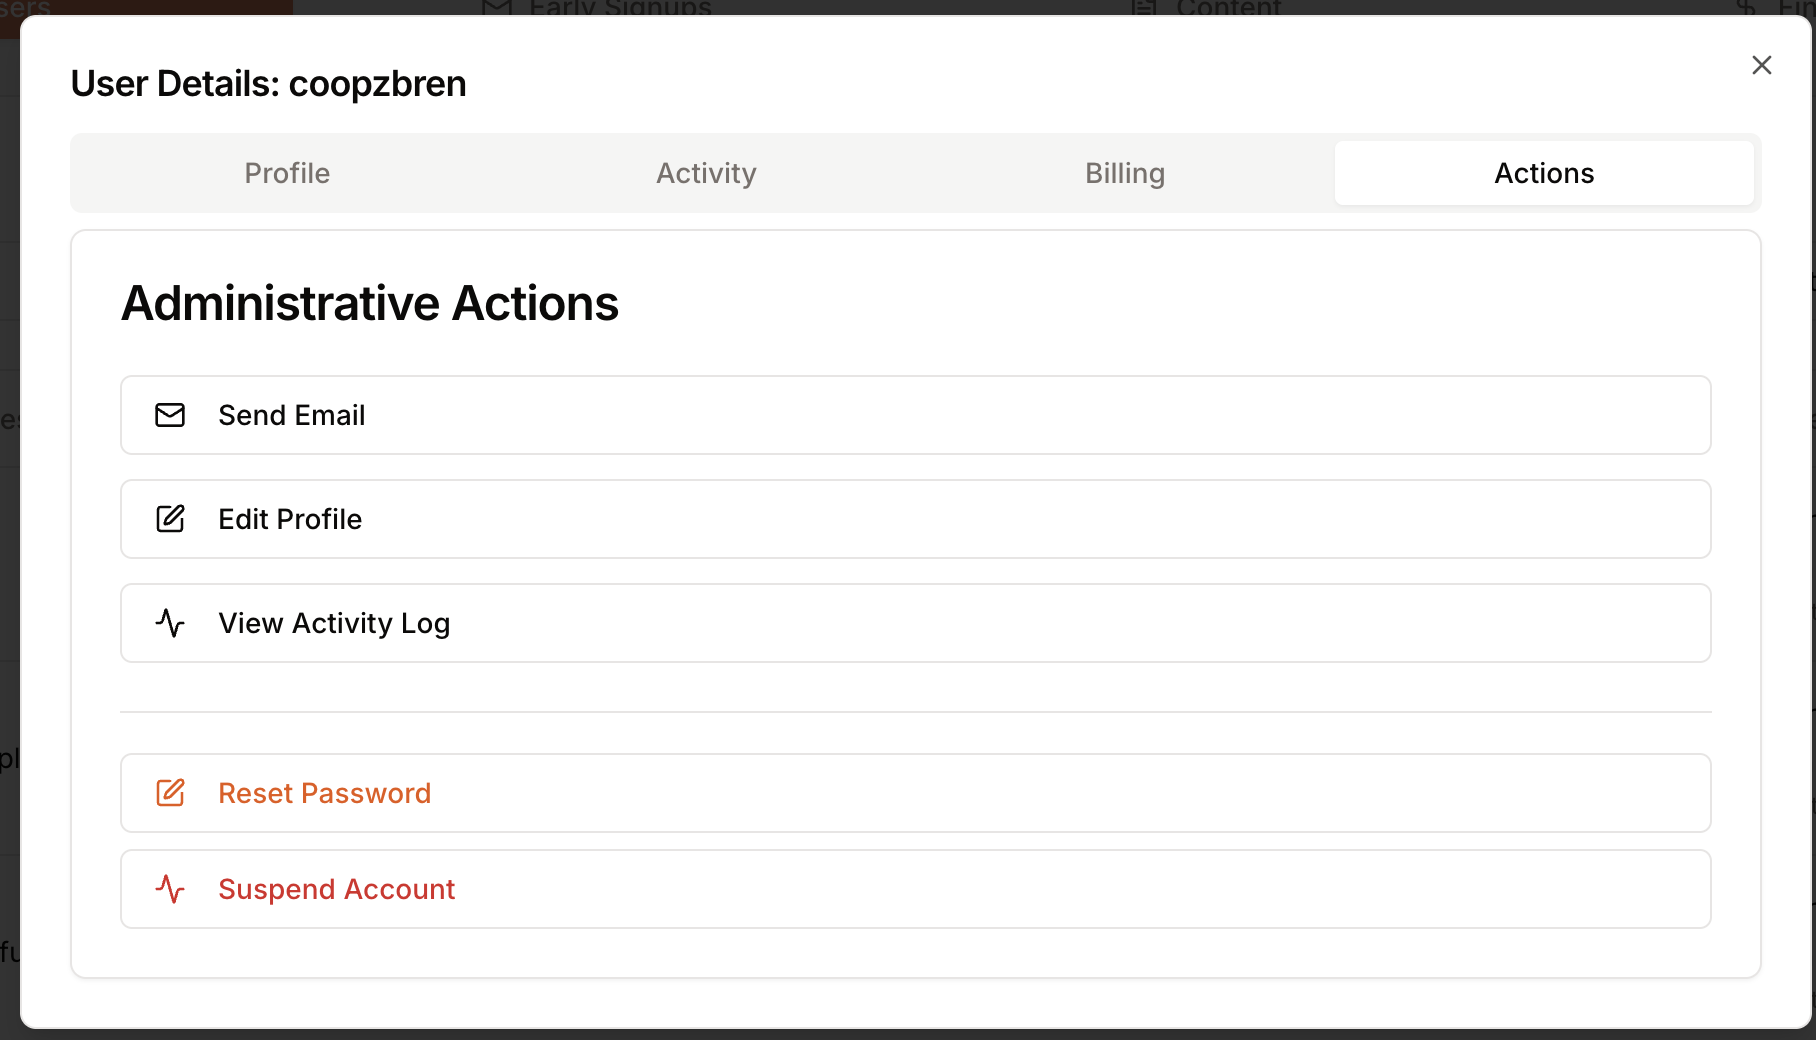 sers
Early Signups
Content
$
Fin
User Details: coopzbren
Profile
Activity
Billing
Actions
Administrative Actions
Send Email
Edit Profile
View Activity Log
Reset Password
Suspend Account